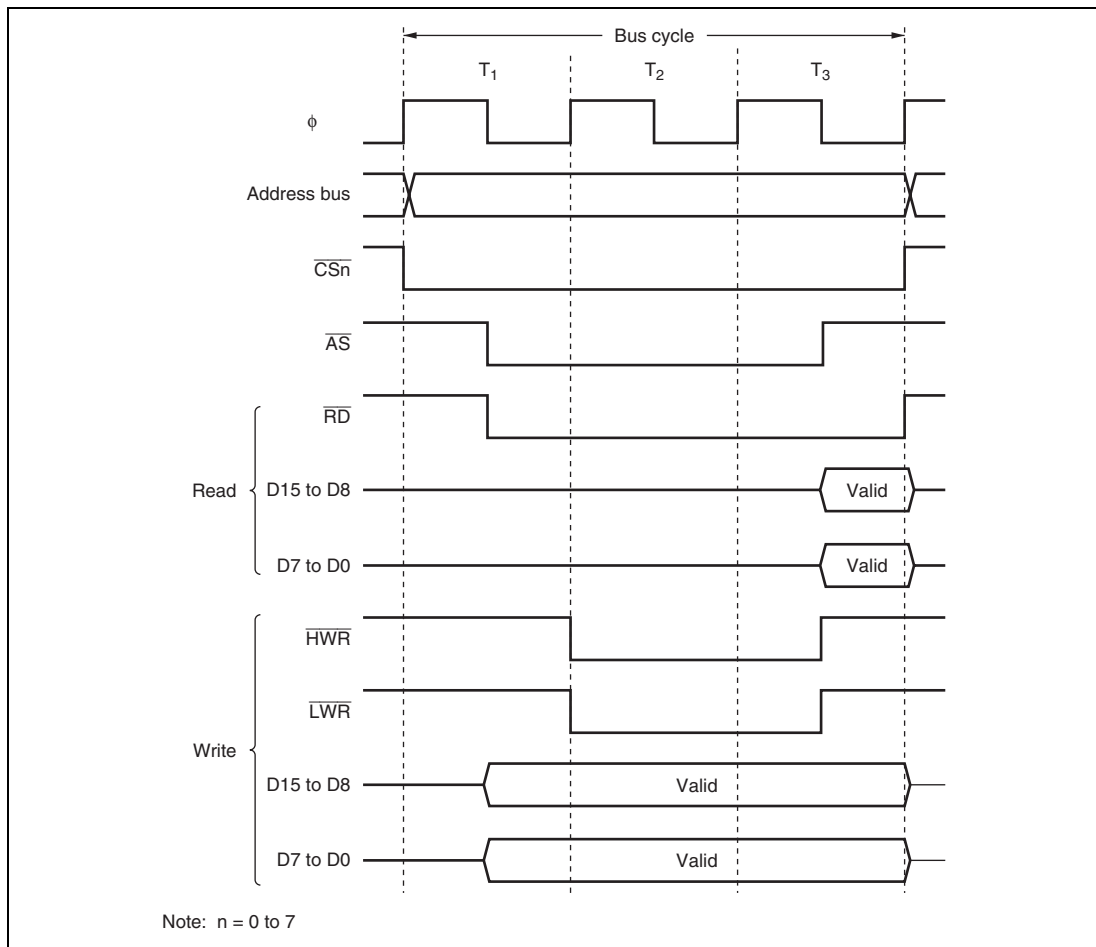 Bus cycle
T1 T2 T3
φ
Address bus
CSn
AS
RD
Read
D15 to D8 Valid
D7 to D0 Valid
HWR
LWR
Write
D15 to D8 Valid
D7 to D0 Valid
Note: n = 0 to 7